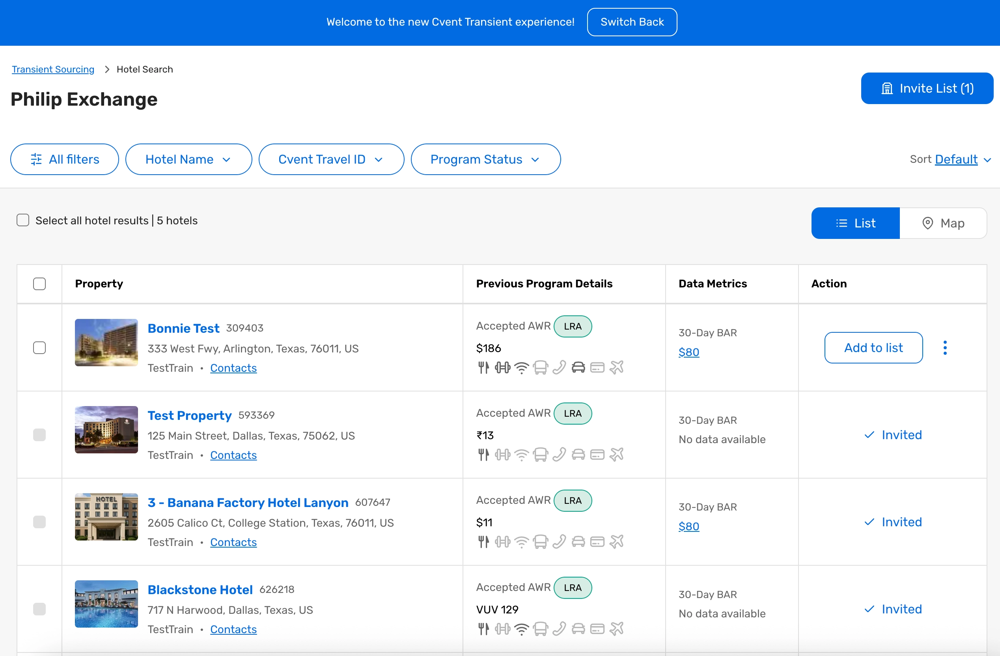 Welcome to the new Cvent Transient experience!
Switch Back
Transient Sourcing > Hotel Search
Philip Exchange
Invite List (1)
All filters
Hotel Name
Cvent Travel ID
Program Status
Sort Default
Select all hotel results | 5 hotels
List
Map
Property
Previous Program Details
Data Metrics
Action
Bonnie Test 309403
333 West Fwy, Arlington, Texas, 76011, US
TestTrain • Contacts
Accepted AWR LRA
$186
30-Day BAR
$80
Add to list
Test Property 593369
125 Main Street, Dallas, Texas, 75062, US
TestTrain • Contacts
Accepted AWR LRA
₹13
30-Day BAR
No data available
Invited
HOTEL
3 - Banana Factory Hotel Lanyon 607647
2605 Calico Ct, College Station, Texas, 76011, US
TestTrain • Contacts
Accepted AWR LRA
$11
30-Day BAR
$80
Invited
Blackstone Hotel 626218
717 N Harwood, Dallas, Texas, US
TestTrain • Contacts
Accepted AWR LRA
VUV 129
30-Day BAR
No data available
Invited